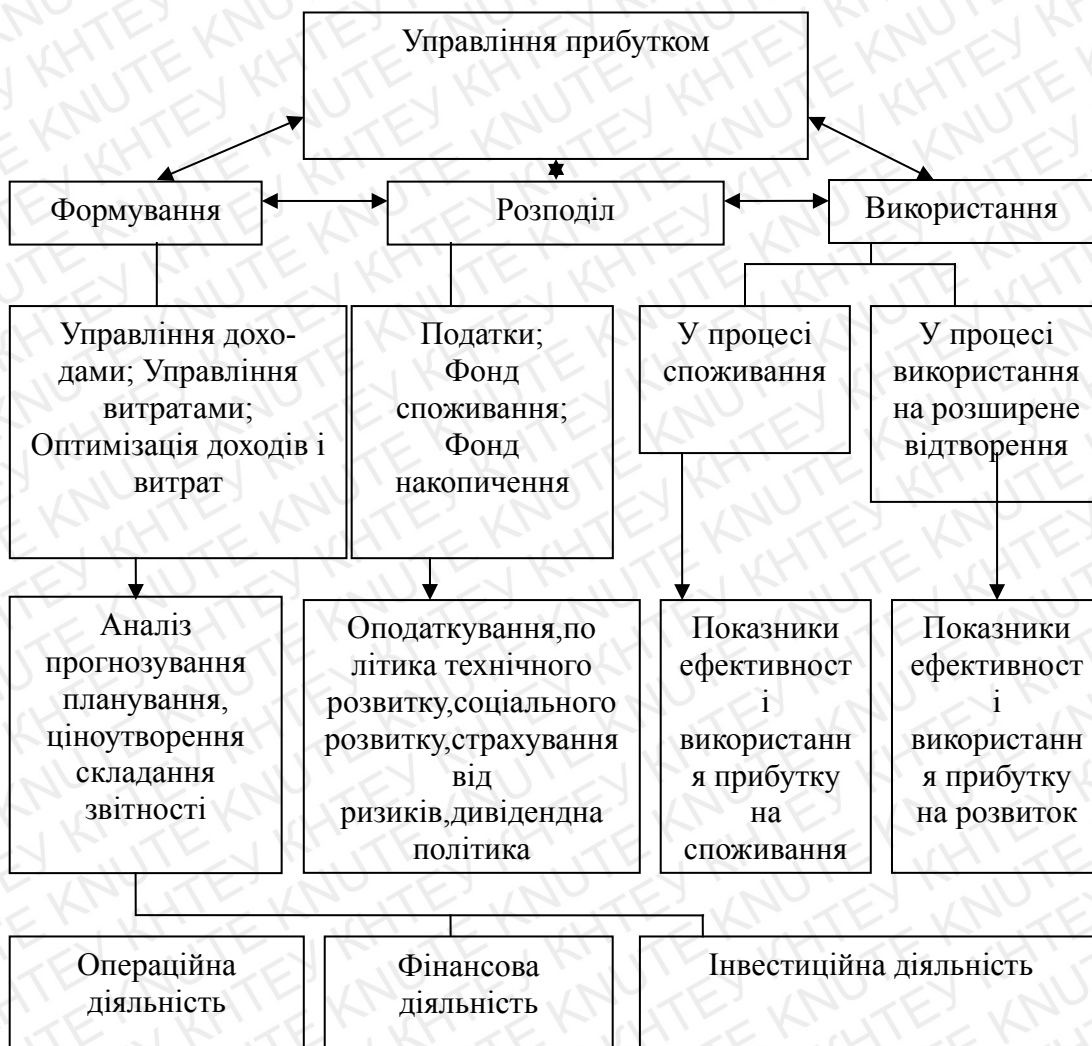 Управління прибутком
Формування
Розподіл
Використання
Управління дохо-
дами; Управління
витратами;
Оптимізація доходів і
витрат
Податки;
Фонд
споживання;
Фонд
накопичення
У процесі
споживання
У процесі
використання
на розширене
відтворення
Аналіз
прогнозування
планування,
ціноутворення
складання
звітності
Оподаткування,по
літика технічного
розвитку,соціального
розвитку,страхування
від
ризиків,дивідендна
політика
Показники
ефективност
і
використанн
я прибутку
на
споживання
Показники
ефективност
і
використанн
я прибутку
на розвиток
Операційна
діяльність
Фінансова
діяльність
Інвестиційна діяльність